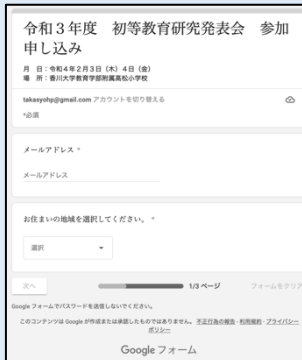 令和３年度　初等教育研究発表会　参加
申し込み
月　日：令和４年２月３日（木）４日（金）
場　所：香川大学教育学部附属高松小学校
takasyohp@gmail.com アカウントを切り替える
*必須
メールアドレス *
メールアドレス
お住まいの地域を選択してください。 *
選択
次へ
1/3 ページ
フォームをクリア
Google フォームでパスワードを送信しないでください。
このコンテンツは Google が作成または承認したものではありません。 不正行為の報告 - 利用規約 - プライバシー
ポリシー
Google フォーム